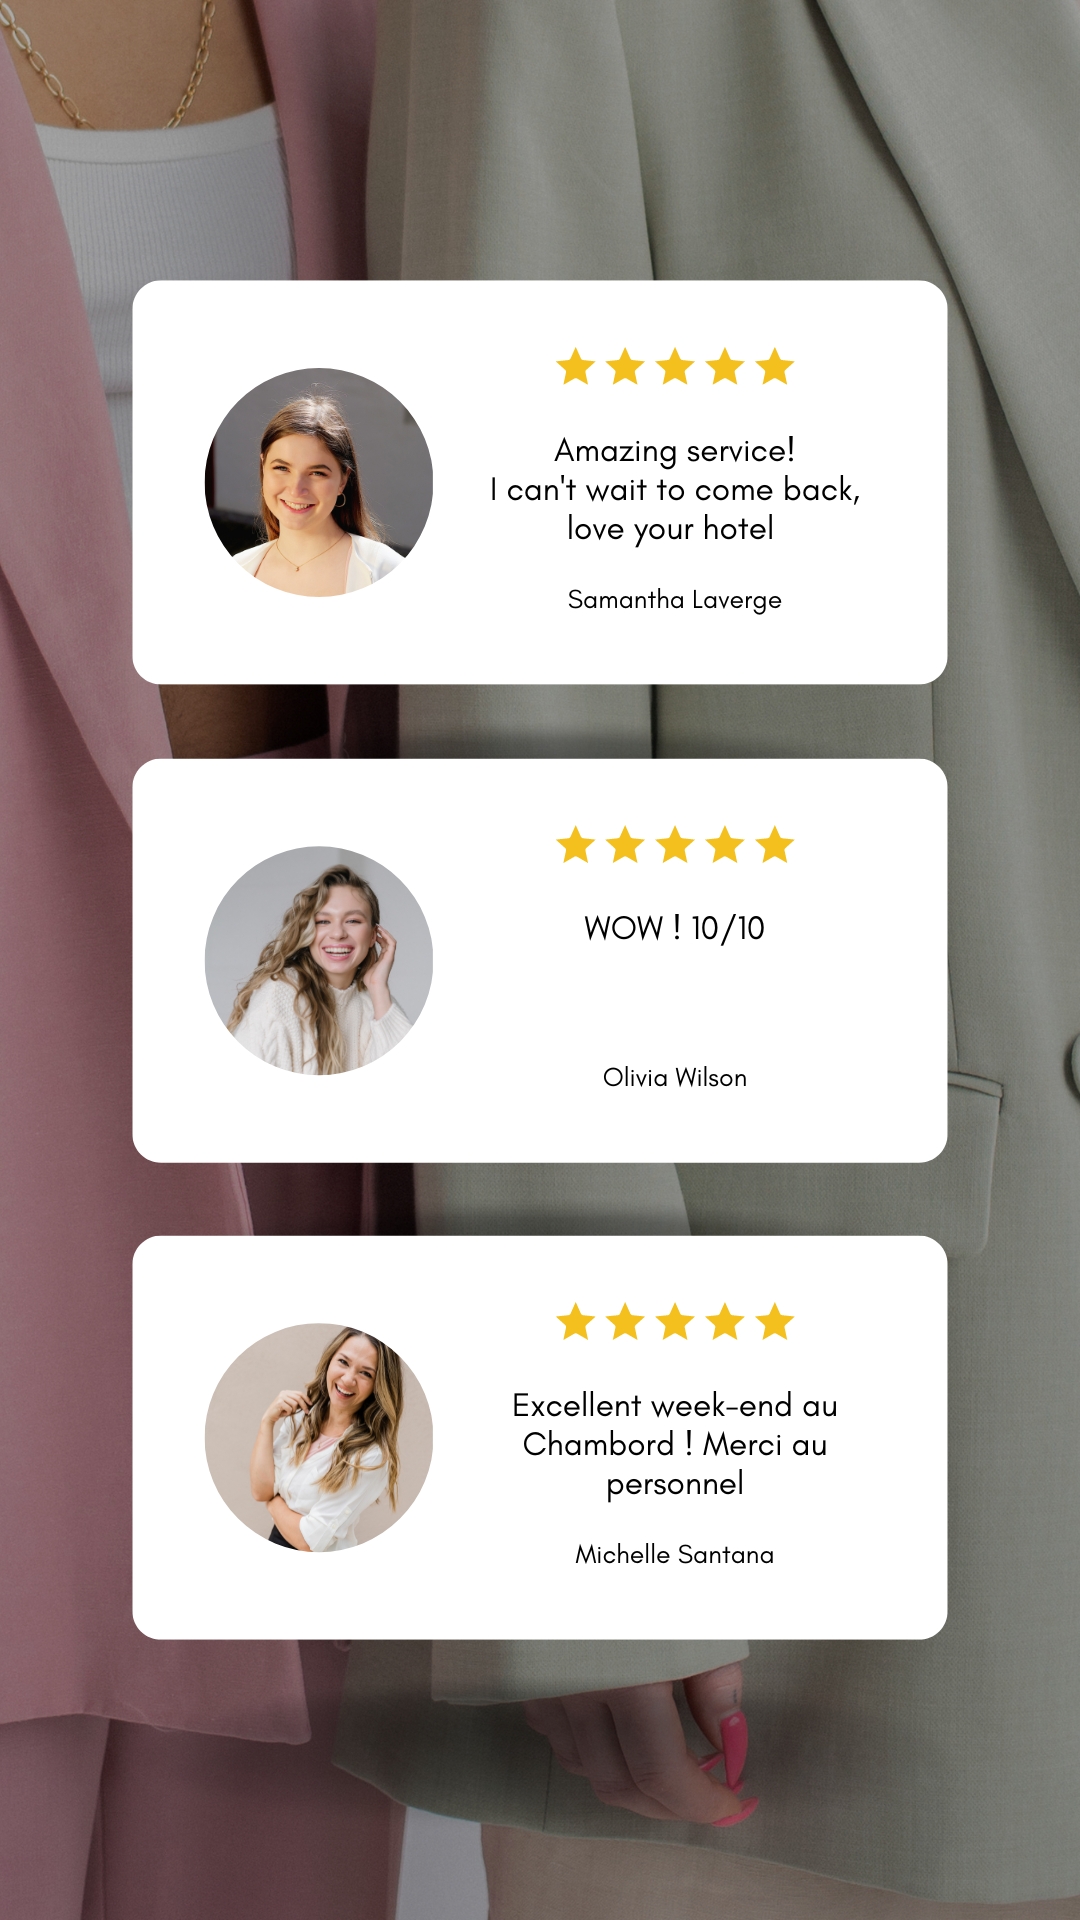 Amazing service!
I can't wait to come back,
love your hotel
Samantha Laverge
WOW ! 10/10
Olivia Wilson
Excellent week-end au
Chambord ! Merci au
personnel
Michelle Santana